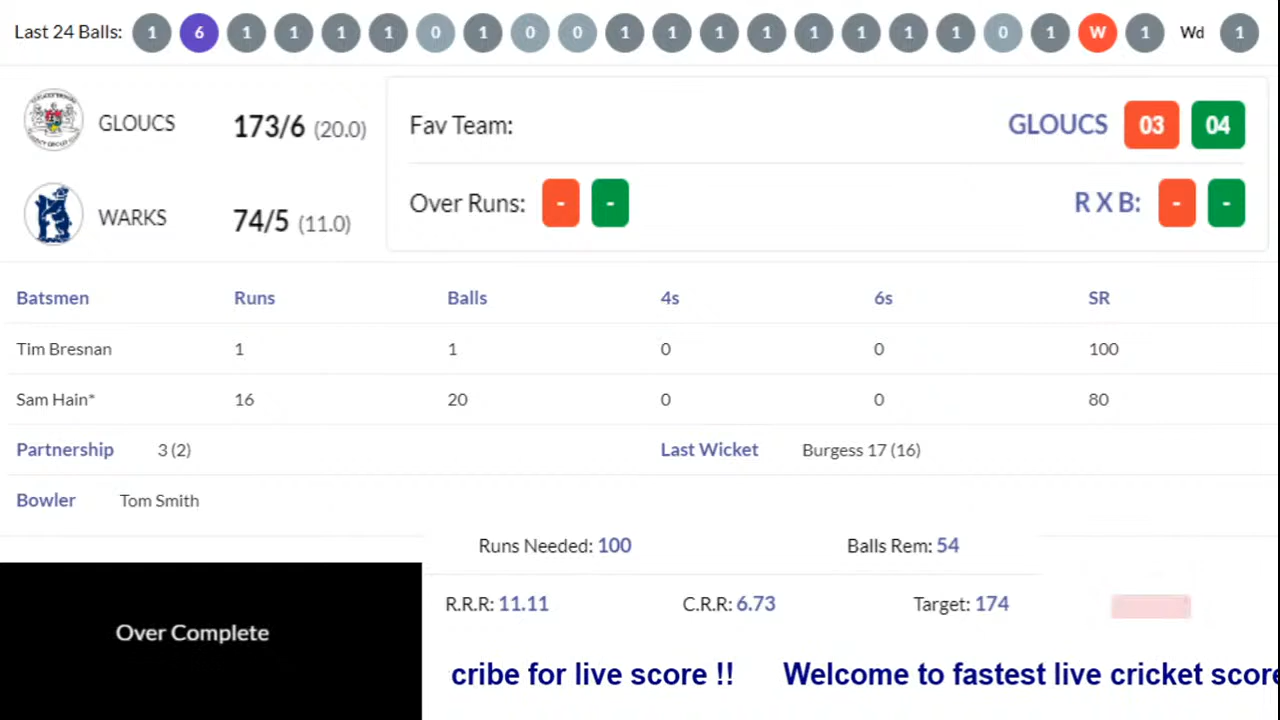 Last 24 Balls: 1 6 1 1 1 1 0 1 0 0 1 1 1 1 1 1 1 1 0 1 W 1 Wd 1
GLOUCS 173/6 (20.0)
Fav Team: GLOUCS 03 04
WARKS 74/5 (11.0)
Over Runs: - - R X B: - -
Batsmen Runs Balls 4s 6s SR
Tim Bresnan 1 1 0 0 100
Sam Hain* 16 20 0 0 80
Partnership 3 (2) Last Wicket Burgess 17 (16)
Bowler Tom Smith
Runs Needed: 100 Balls Rem: 54
R.R.R: 11.11 C.R.R: 6.73 Target: 174
Over Complete
cribe for live score !! Welcome to fastest live cricket score